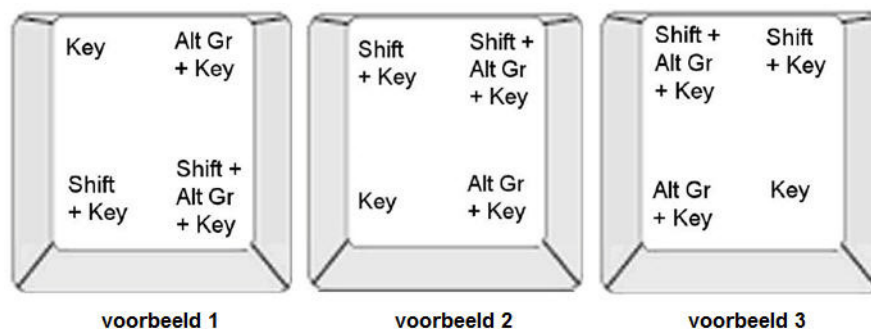 Key
Alt Gr
+ Key
Shift
+ Key
Shift +
Alt Gr
+ Key
Shift
+ Key
Shift +
Alt Gr
+ Key
Key
Alt Gr
+ Key
Shift +
Alt Gr
+ Key
Shift
+ Key
Alt Gr
+ Key
Key
voorbeeld 1
voorbeeld 2
voorbeeld 3